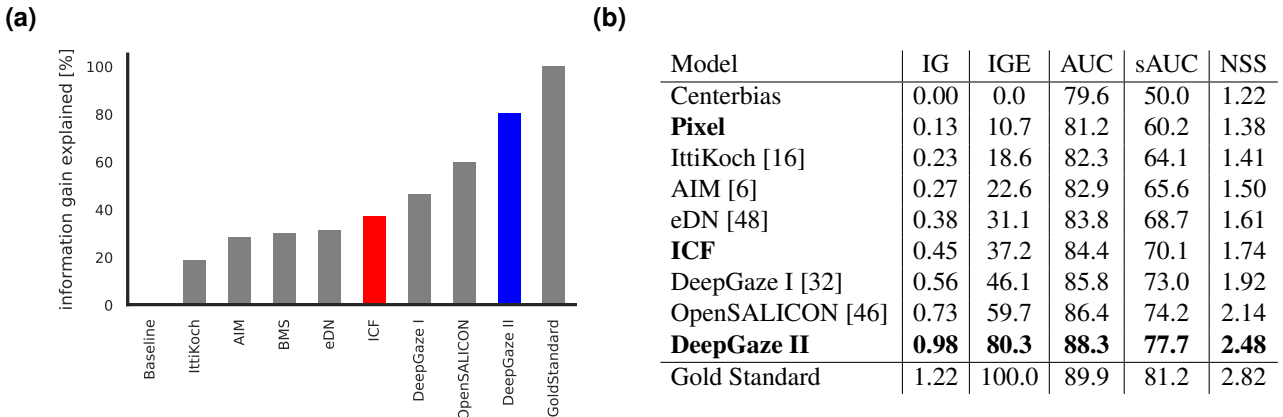 (a)
information gain explained [%]
100
80
60
40
20
0
Baseline
IttiKoch
AIM
BMS
eDN
ICF
DeepGaze I
OpenSALICON
DeepGaze II
GoldStandard
(b)
Model IG IGE AUC sAUC NSS
Centerbias 0.00 0.0 79.6 50.0 1.22
Pixel 0.13 10.7 81.2 60.2 1.38
IttiKoch [16] 0.23 18.6 82.3 64.1 1.41
AIM [6] 0.27 22.6 82.9 65.6 1.50
eDN [48] 0.38 31.1 83.8 68.7 1.61
ICF 0.45 37.2 84.4 70.1 1.74
DeepGaze I [32] 0.56 46.1 85.8 73.0 1.92
OpenSALICON [46] 0.73 59.7 86.4 74.2 2.14
DeepGaze II 0.98 80.3 88.3 77.7 2.48
Gold Standard 1.22 100.0 89.9 81.2 2.82